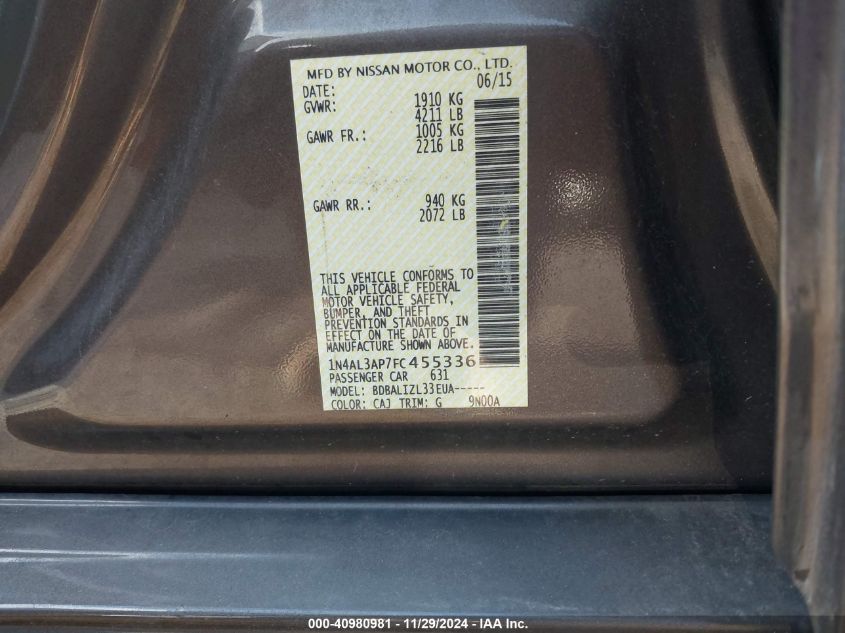 MFD BY NISSAN MOTOR CO., LTD.
DATE: 06/15
GVWR: 1910 KG
4211 LB
GAWR FR.: 1005 KG
2216 LB
GAWR RR.: 940 KG
2072 LB
THIS VEHICLE CONFORMS TO
ALL APPLICABLE FEDERAL
MOTOR VEHICLE SAFETY,
BUMPER, AND THEFT
PREVENTION STANDARDS IN
EFFECT ON THE DATE OF
MANUFACTURE SHOWN ABOVE.
1N4AL3AP7FC455336
PASSENGER CAR 631
MODEL: BDBALIZL33EUA-----
COLOR: CAJ TRIM: G 9N00A
000-40980981 - 11/29/2024 - IAA Inc.